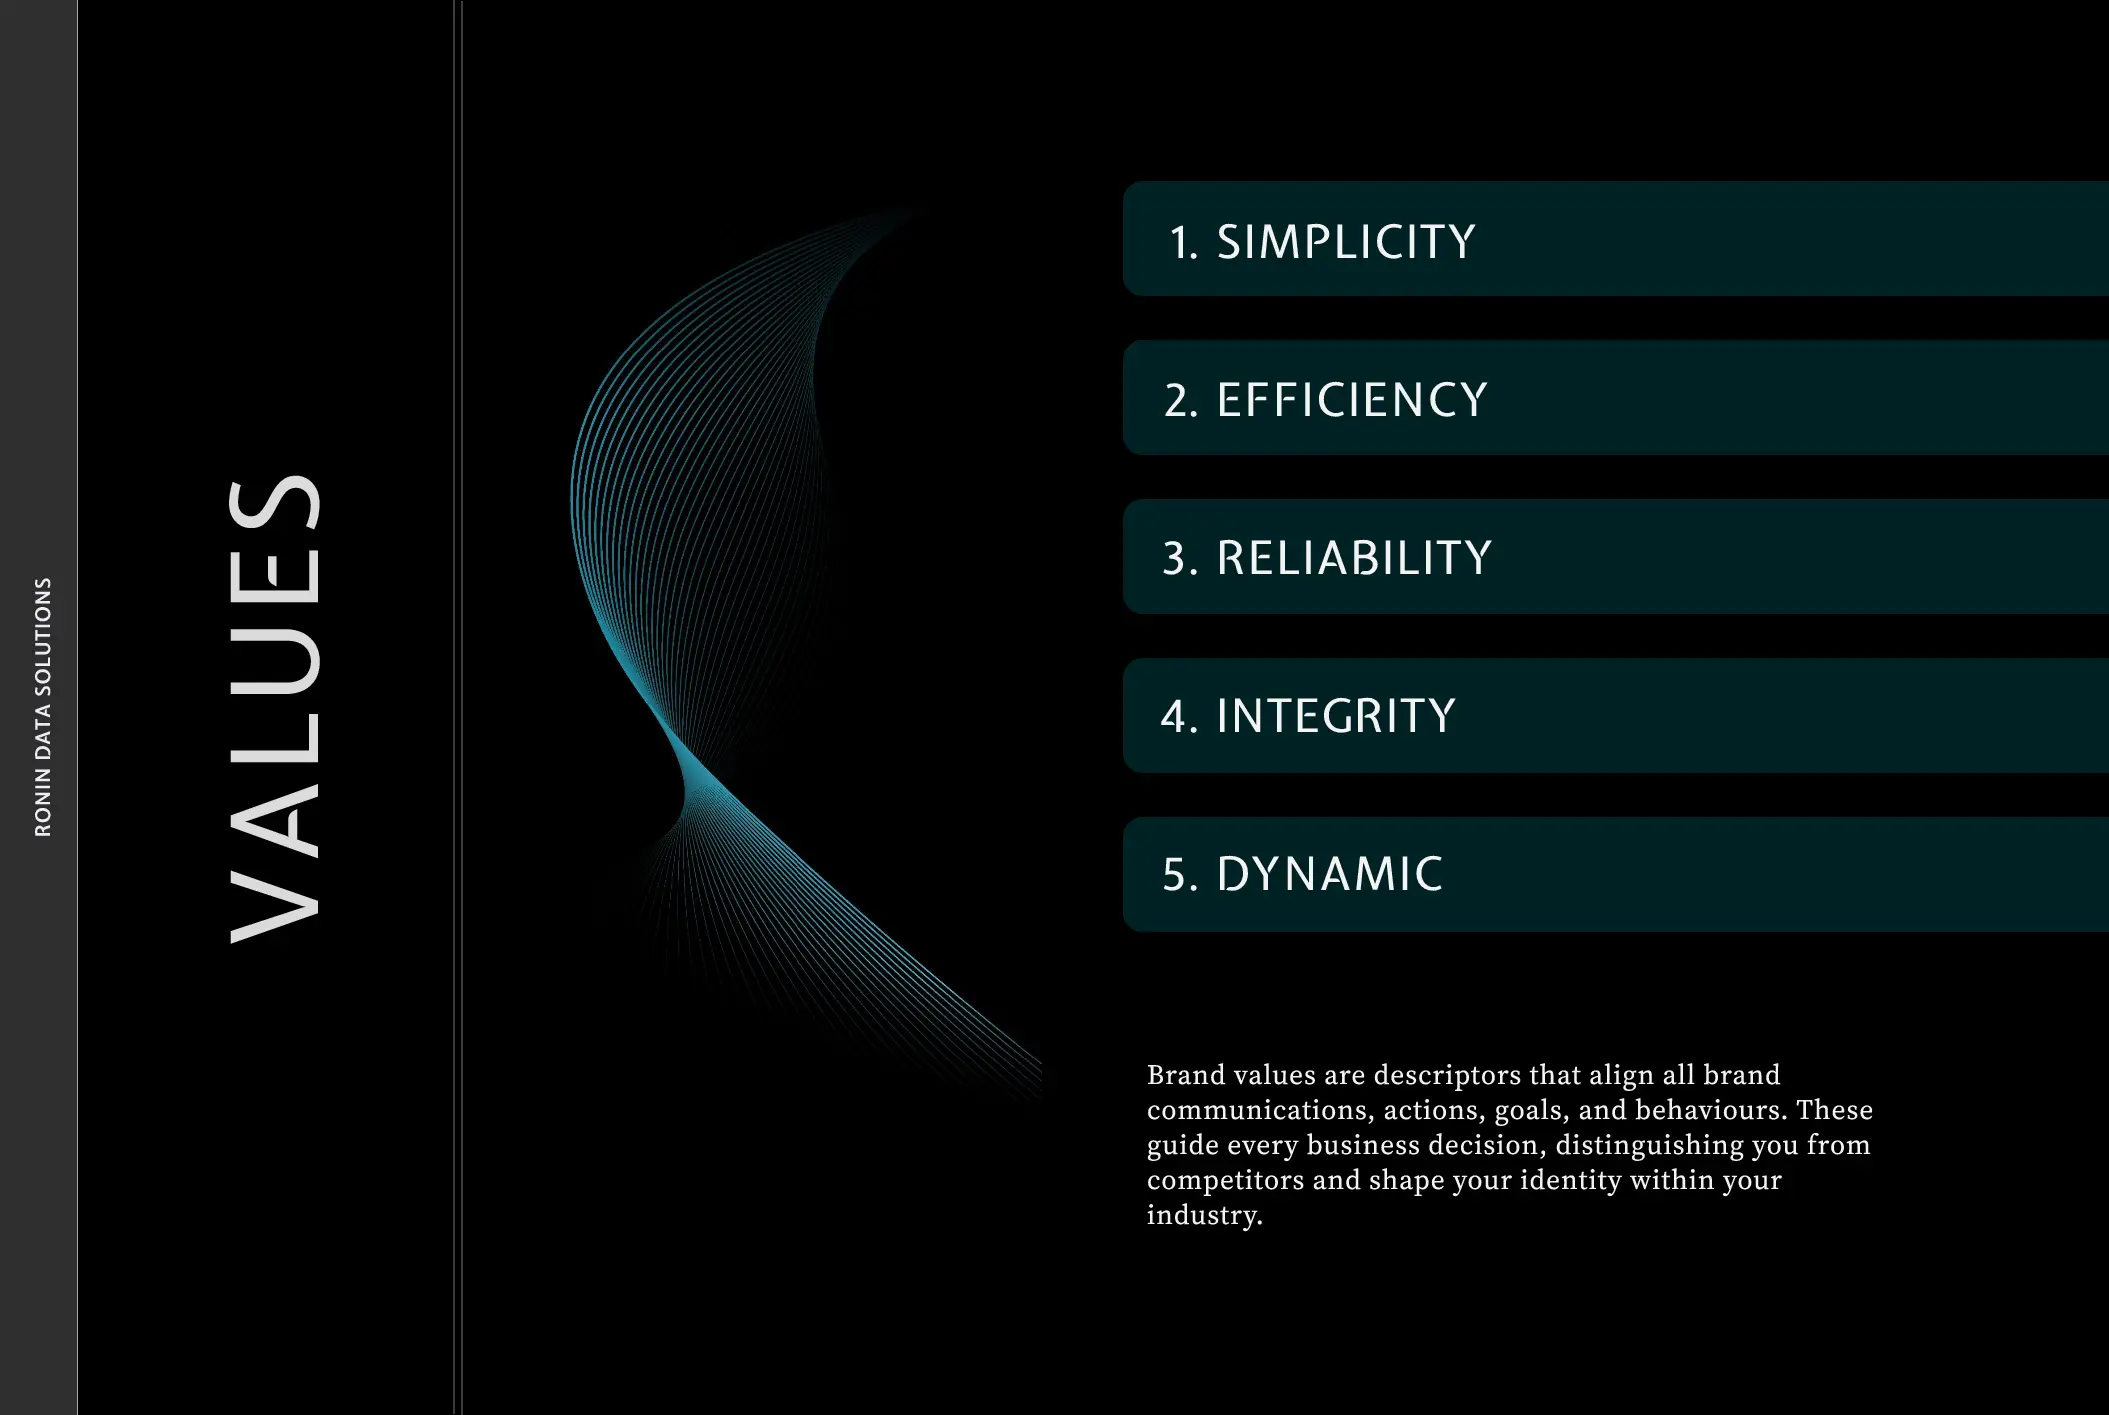 RONIN DATA SOLUTIONS
VALUES
1. SIMPLICITY
2. EFFICIENCY
3. RELIABILITY
4. INTEGRITY
5. DYNAMIC
Brand values are descriptors that align all brand
communications, actions, goals, and behaviours. These
guide every business decision, distinguishing you from
competitors and shape your identity within your
industry.